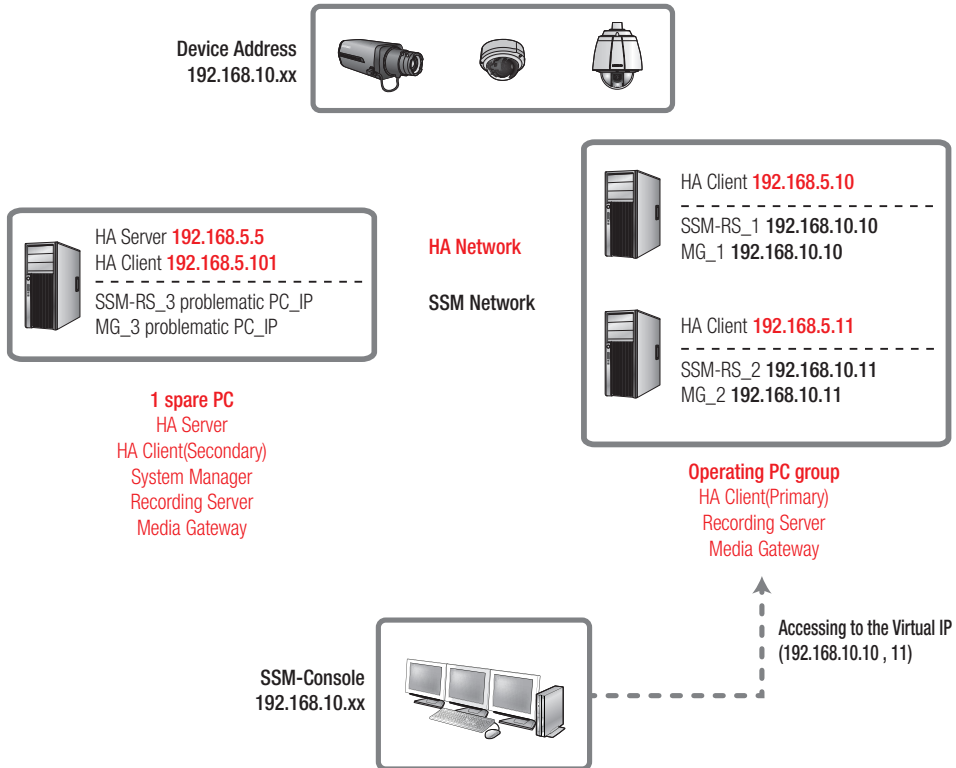 Device Address
192.168.10.xx
HA Server 192.168.5.5
HA Client 192.168.5.101
SSM-RS_3 problematic PC_IP
MG_3 problematic PC_IP
1 spare PC
HA Server
HA Client(Secondary)
System Manager
Recording Server
Media Gateway
HA Network
SSM Network
HA Client 192.168.5.10
SSM-RS_1 192.168.10.10
MG_1 192.168.10.10
HA Client 192.168.5.11
SSM-RS_2 192.168.10.11
MG_2 192.168.10.11
Operating PC group
HA Client(Primary)
Recording Server
Media Gateway
Accessing to the Virtual IP
(192.168.10.10 , 11)
SSM-Console
192.168.10.xx